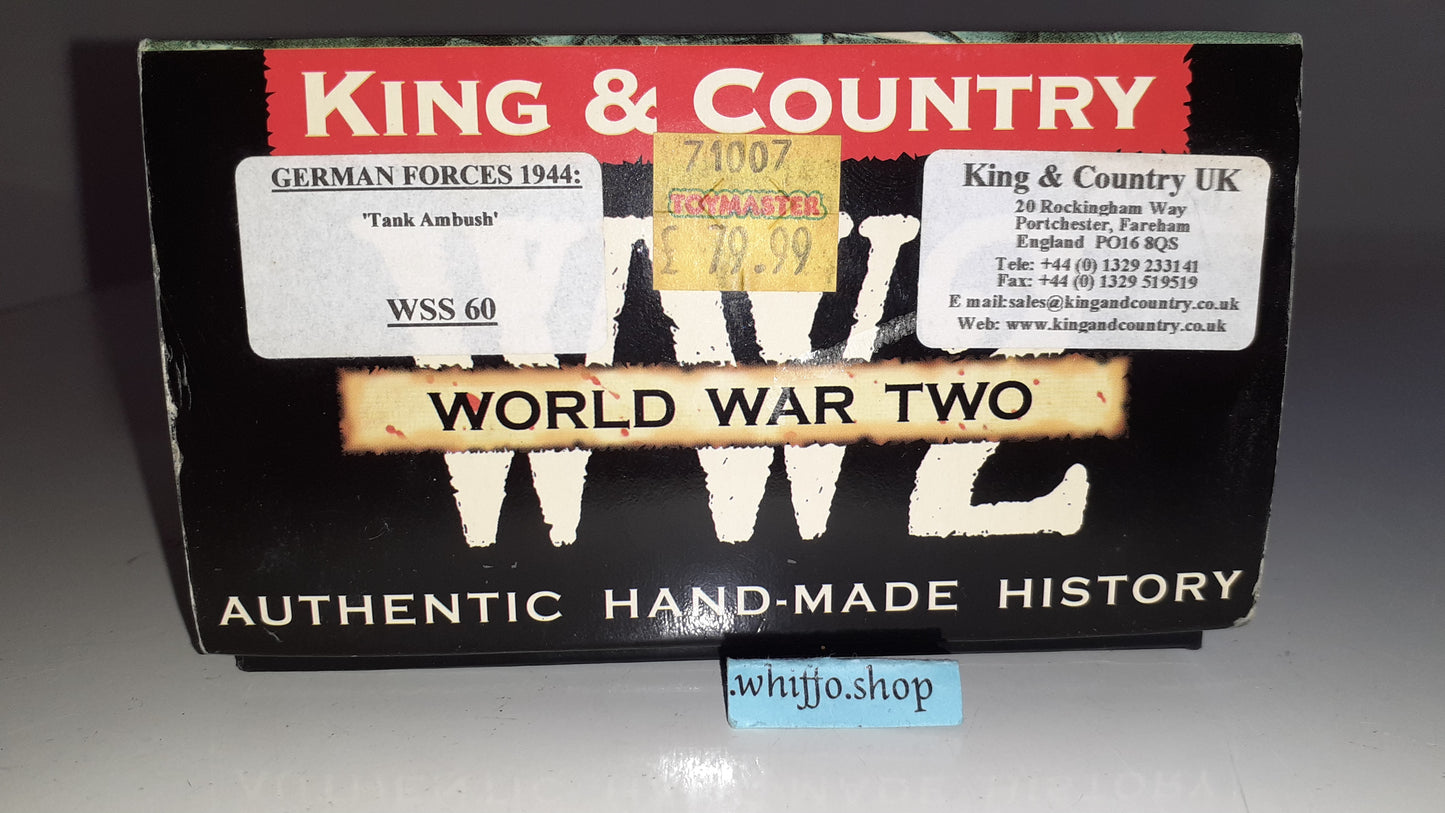 KING & COUNTRY
GERMAN FORCES 1944:
'Tank Ambush'
WSS 60
71007
TOYMASTER
£ 79.99
King & Country UK
20 Rockingham Way
Portchester, Fareham
England PO16 8QS
Tele: +44 (0) 1329 233141
Fax: +44 (0) 1329 519519
E mail:sales@kingandcountry.co.uk
Web: www.kingandcountry.co.uk
WW2
WORLD WAR TWO
AUTHENTIC HAND-MADE HISTORY
.whiffo.shop